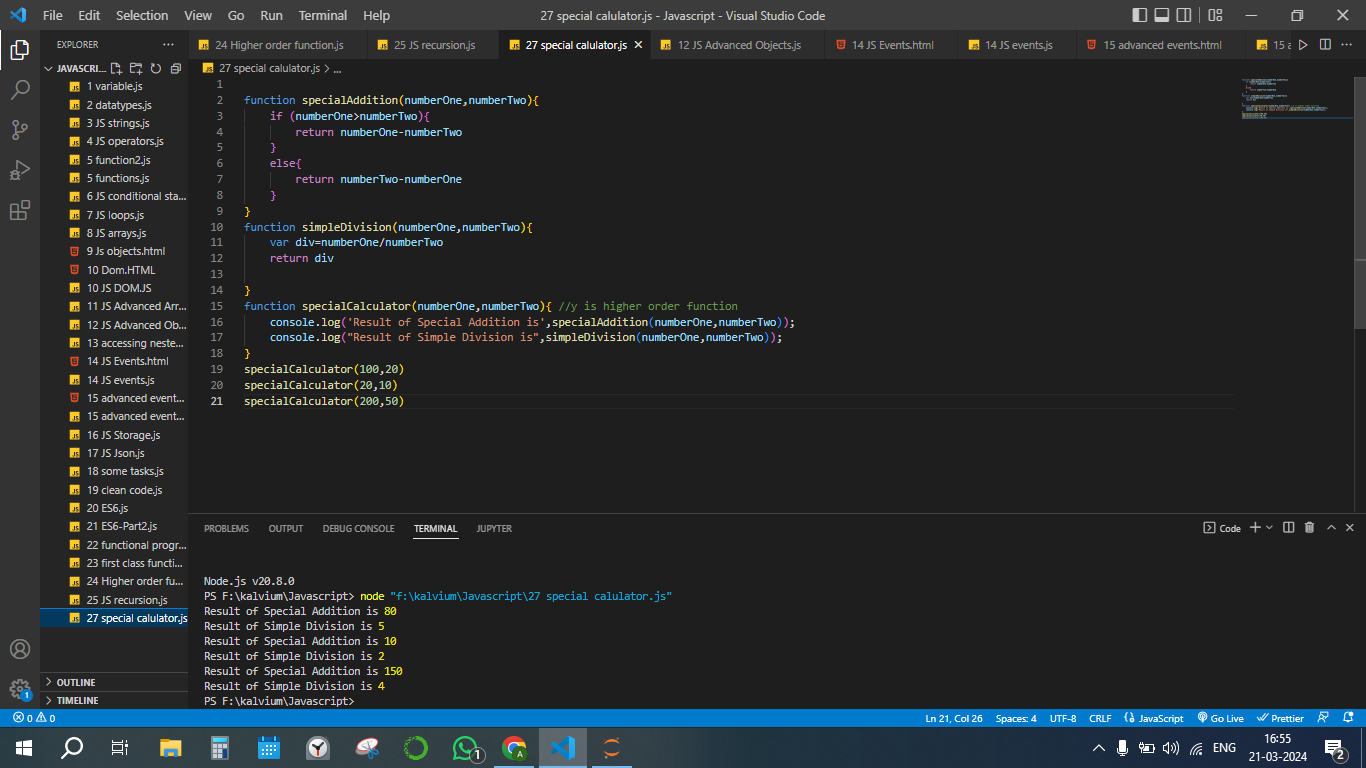 File Edit Selection View Go Run Terminal Help
27 special calulator.js - Javascript - Visual Studio Code
EXPLORER
24 Higher order function.js
25 JS recursion.js
27 special calulator.js
12 JS Advanced Objects.js
14 JS Events.html
14 JS events.js
15 advanced events.html
15 a
JAVASCRI...
1 variable.js
2 datatypes.js
3 JS strings.js
4 JS operators.js
5 function2.js
5 functions.js
6 JS conditional sta...
7 JS loops.js
8 JS arrays.js
9 Js objects.html
10 Dom.HTML
10 JS DOM.JS
11 JS Advanced Arr...
12 JS Advanced Ob...
13 accessing neste...
14 JS Events.html
14 JS events.js
15 advanced event...
15 advanced event...
16 JS Storage.js
17 JS Json.js
18 some tasks.js
19 clean code.js
20 ES6.js
21 ES6-Part2.js
22 functional progr...
23 first class functi...
24 Higher order fu...
25 JS recursion.js
27 special calulator.js
OUTLINE
TIMELINE
27 special calulator.js > ...
1
2 function specialAddition(numberOne,numberTwo){
3     if (numberOne>numberTwo){
4         return numberOne-numberTwo
5     }
6     else{
7         return numberTwo-numberOne
8     }
9 }
10 function simpleDivision(numberOne,numberTwo){
11     var div=numberOne/numberTwo
12     return div
13
14 }
15 function specialCalculator(numberOne,numberTwo){ //y is higher order function
16     console.log('Result of Special Addition is',specialAddition(numberOne,numberTwo));
17     console.log("Result of Simple Division is",simpleDivision(numberOne,numberTwo));
18 }
19 specialCalculator(100,20)
20 specialCalculator(20,10)
21 specialCalculator(200,50)
PROBLEMS OUTPUT DEBUG CONSOLE TERMINAL JUPYTER
Code
Node.js v20.8.0
PS F:\kalvium\Javascript> node "f:\kalvium\Javascript\27 special calulator.js"
Result of Special Addition is 80
Result of Simple Division is 5
Result of Special Addition is 10
Result of Simple Division is 2
Result of Special Addition is 150
Result of Simple Division is 4
PS F:\kalvium\Javascript>
1
0 0
Ln 21, Col 26 Spaces: 4 UTF-8 CRLF JavaScript Go Live Prettier
1
A
ENG
16:55
21-03-2024
2